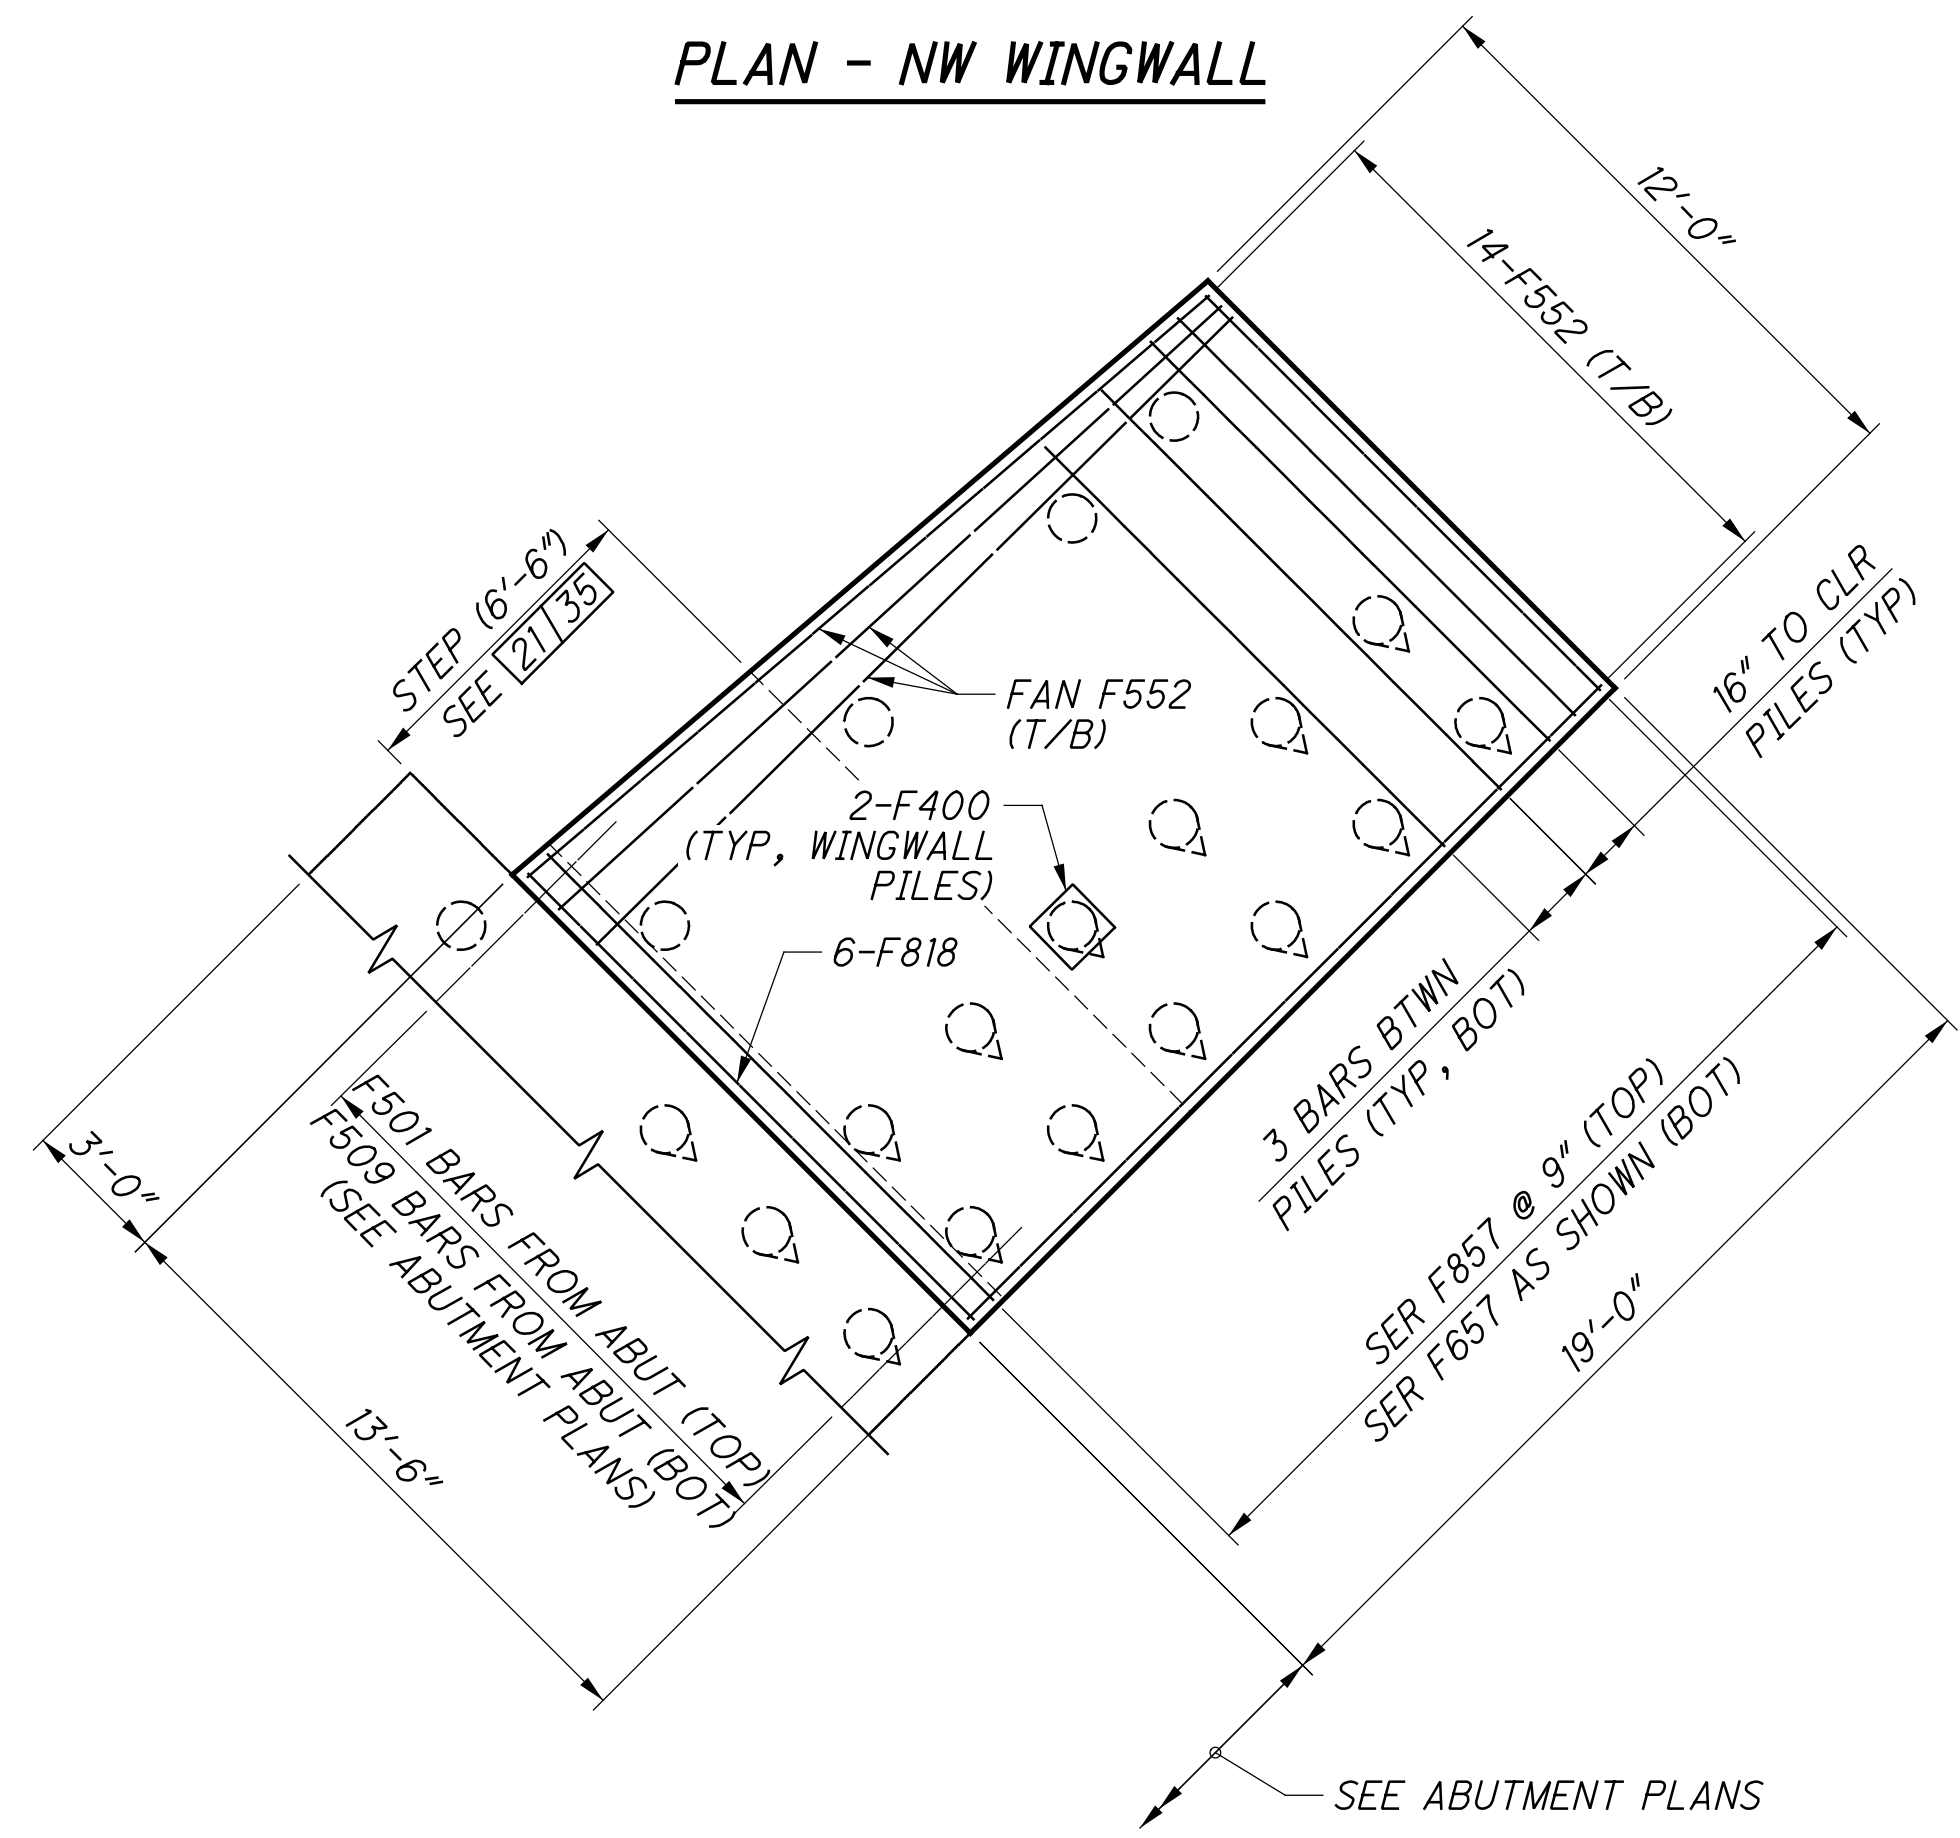 PLAN - NW WINGWALL
12'-0"
14-F552 (T/B)
STEP (6'-6")
SEE 21/35
16" TO CLR
PILES (TYP)
FAN F552
(T/B)
2-F400
(TYP, WINGWALL
PILES)
6-F818
3 BARS BTWN
PILES (TYP, BOT)
SER F857 @ 9" (TOP)
SER F657 AS SHOWN (BOT)
19'-0"
3'-0"
F501 BARS FROM ABUT (TOP)
F509 BARS FROM ABUT (BOT)
(SEE ABUTMENT PLANS)
13'-6"
SEE ABUTMENT PLANS